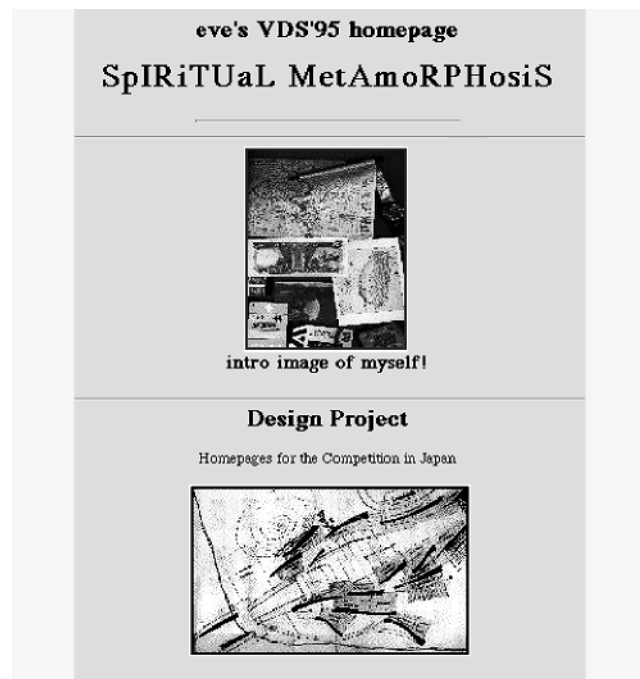 eve's VDS'95 homepage
SpIRiTUaL MetAmoRPHosiS
intro image of myself!
Design Project
Homepages for the Competition in Japan